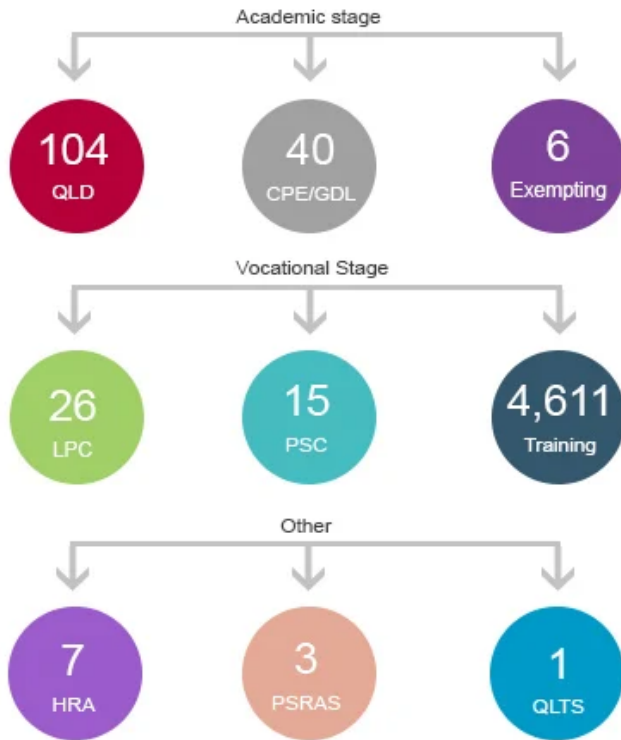 Academic stage
104
QLD
40
CPE/GDL
6
Exempting
Vocational Stage
26
LPC
15
PSC
4,611
Training
Other
7
HRA
3
PSRAS
1
QLTS